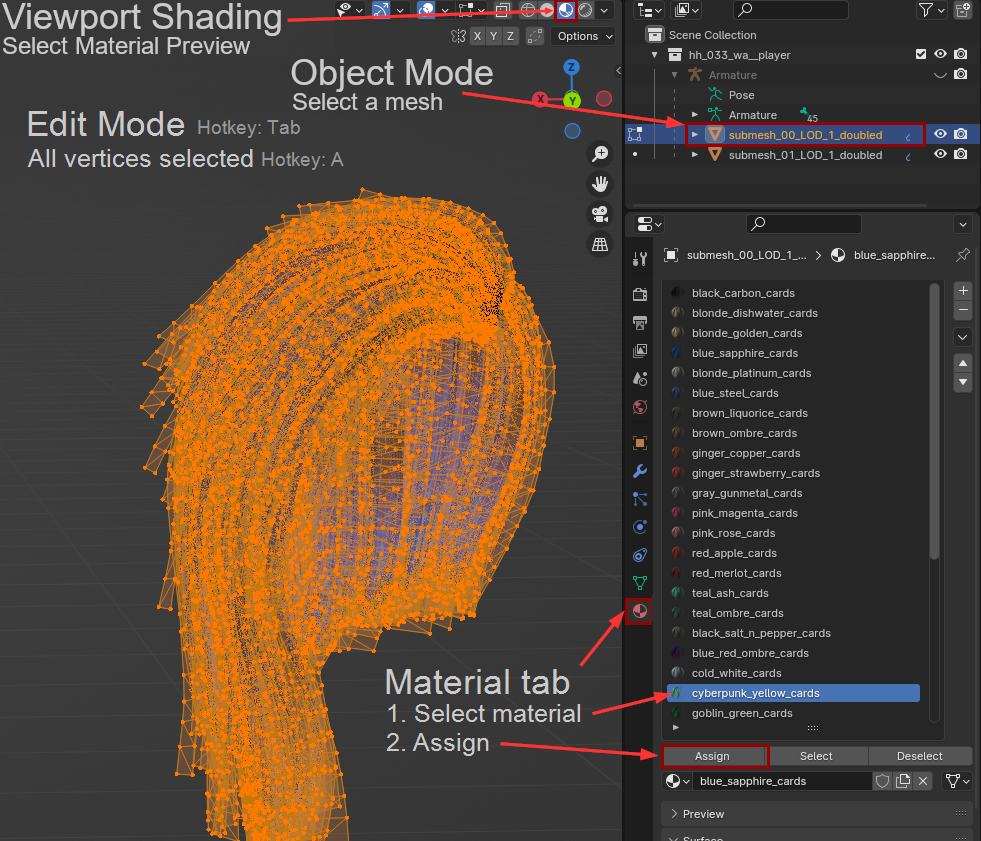 Viewport Shading
Select Material Preview
X Y Z
Options
Object Mode
Select a mesh
Z
X
Y
Edit Mode Hotkey: Tab
All vertices selected Hotkey: A
Scene Collection
hh_033_wa__player
Armature
Pose
Armature
45
submesh_00_LOD_1_doubled
submesh_01_LOD_1_doubled
submesh_00_LOD_1_... > blue_sapphire...
black_carbon_cards
blonde_dishwater_cards
blonde_golden_cards
blue_sapphire_cards
blonde_platinum_cards
blue_steel_cards
brown_liquorice_cards
brown_ombre_cards
ginger_copper_cards
ginger_strawberry_cards
gray_gunmetal_cards
pink_magenta_cards
pink_rose_cards
red_apple_cards
red_merlot_cards
teal_ash_cards
teal_ombre_cards
black_salt_n_pepper_cards
blue_red_ombre_cards
cold_white_cards
cyberpunk_yellow_cards
goblin_green_cards
Material tab
1. Select material
2. Assign
Assign Select Deselect
blue_sapphire_cards
Preview
Surface